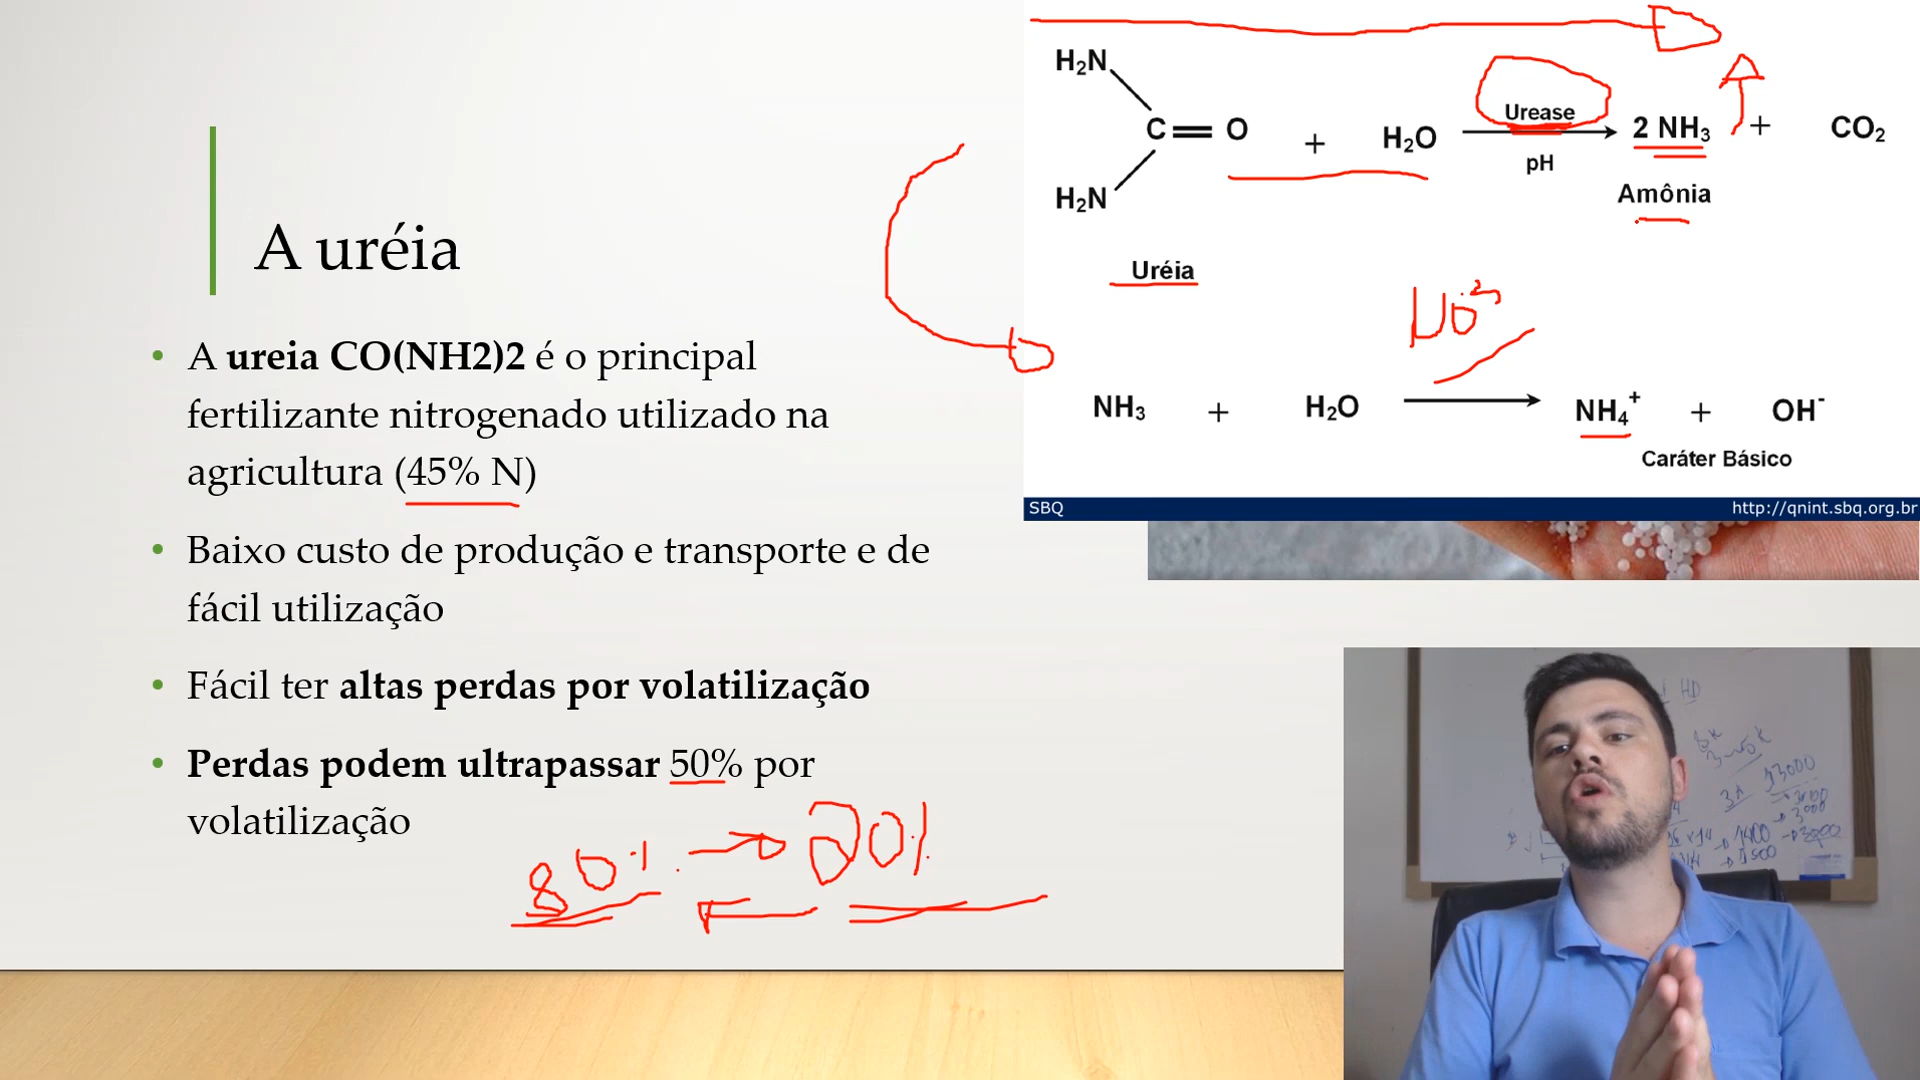 A uréia
• A ureia CO(NH2)2 é o principal
fertilizante nitrogenado utilizado na
agricultura (45% N)
• Baixo custo de produção e transporte e de
fácil utilização
• Fácil ter altas perdas por volatilização
• Perdas podem ultrapassar 50% por
volatilização
80% → 20%
H₂N
C = O + H₂O Urease 2 NH₃ + CO₂
pH
H₂N
Amônia
Uréia
NH₃ + H₂O → NH₄⁺ + OH⁻
Caráter Básico
SBQ http://qnint.sbq.org.br
HD